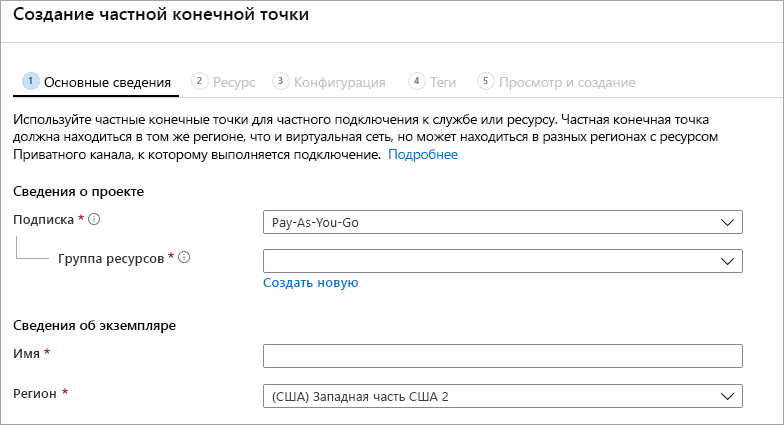 Создание частной конечной точки
1 Основные сведения 2 Ресурс 3 Конфигурация 4 Теги 5 Просмотр и создание
Используйте частные конечные точки для частного подключения к службе или ресурсу. Частная конечная точка
должна находиться в том же регионе, что и виртуальная сеть, но может находиться в разных регионах с ресурсом
Приватного канала, к которому выполняется подключение. Подробнее
Сведения о проекте
Подписка * Pay-As-You-Go
Группа ресурсов *
Создать новую
Сведения об экземпляре
Имя *
Регион * (США) Западная часть США 2